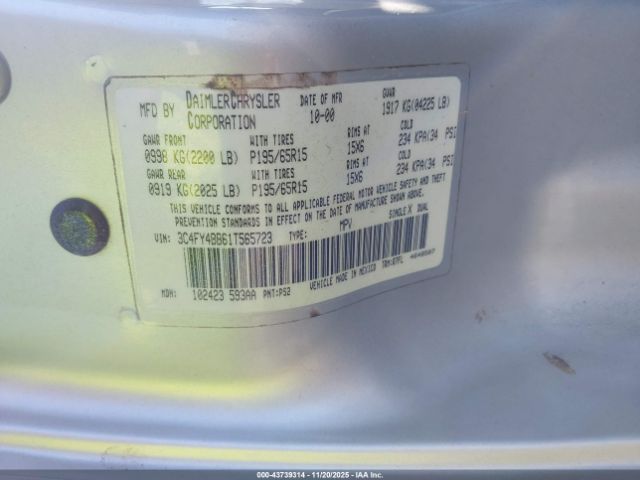 MFD BY DAIMLERCHRYSLER CORPORATION DATE OF MFR 10-00 GVWR 1917 KG(04225 LB)
GAWR FRONT WITH TIRES RIMS AT COLD
0998 KG(2200 LB) P195/65R15 15X6 234 KPA(34 PSI
GAWR REAR WITH TIRES RIMS AT COLD
0919 KG(2025 LB) P195/65R15 15X6 234 KPA(34 PSI
THIS VEHICLE CONFORMS TO ALL APPLICABLE FEDERAL MOTOR VEHICLE SAFETY AND THEFT
PREVENTION STANDARDS IN EFFECT ON THE DATE OF MANUFACTURE SHOWN ABOVE.
VIN: 3C4FY4BB61T565723 TYPE: MPV SINGLE X DUAL
VEHICLE MADE IN MEXICO
MDH: 102423 593AA PNT:PS2 TRM:
000-43739314 - 11/20/2025 - IAA Inc.